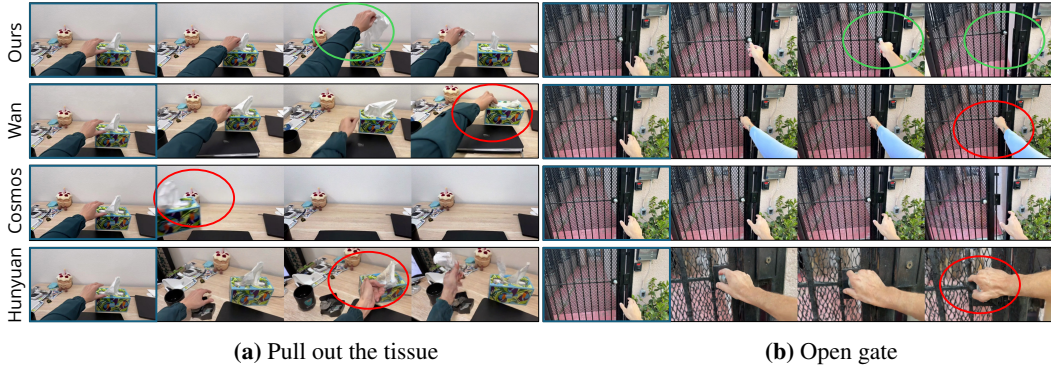 Ours
Wan
Cosmos
Hunyuan
(a) Pull out the tissue
(b) Open gate